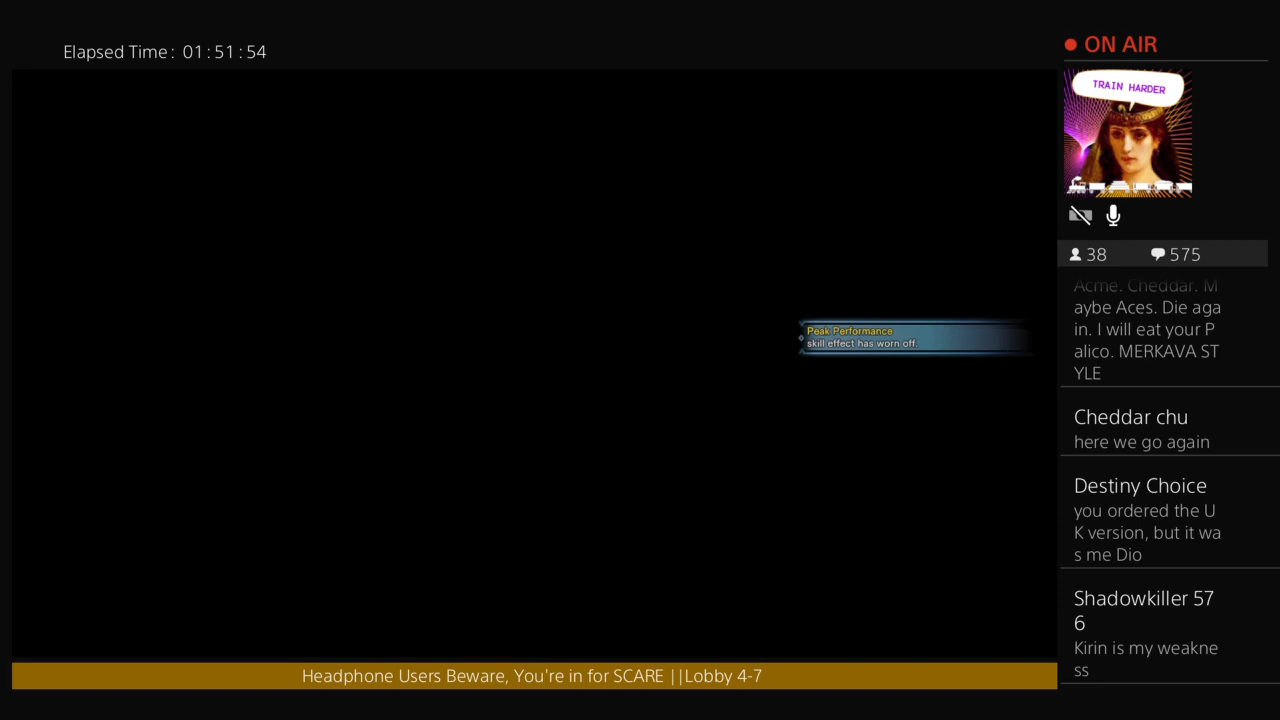 Elapsed Time: 01:51:54
ON AIR
TRAIN HARDER
38 575
Acme. Cheddar. M
aybe Aces. Die aga
in. I will eat your P
alico. MERKAVA ST
YLE
Cheddar chu
here we go again
Destiny Choice
you ordered the U
K version, but it wa
s me Dio
Shadowkiller 57
6
Kirin is my weakne
ss
Peak Performance
skill effect has worn off.
Headphone Users Beware, You're in for SCARE ||Lobby 4-7